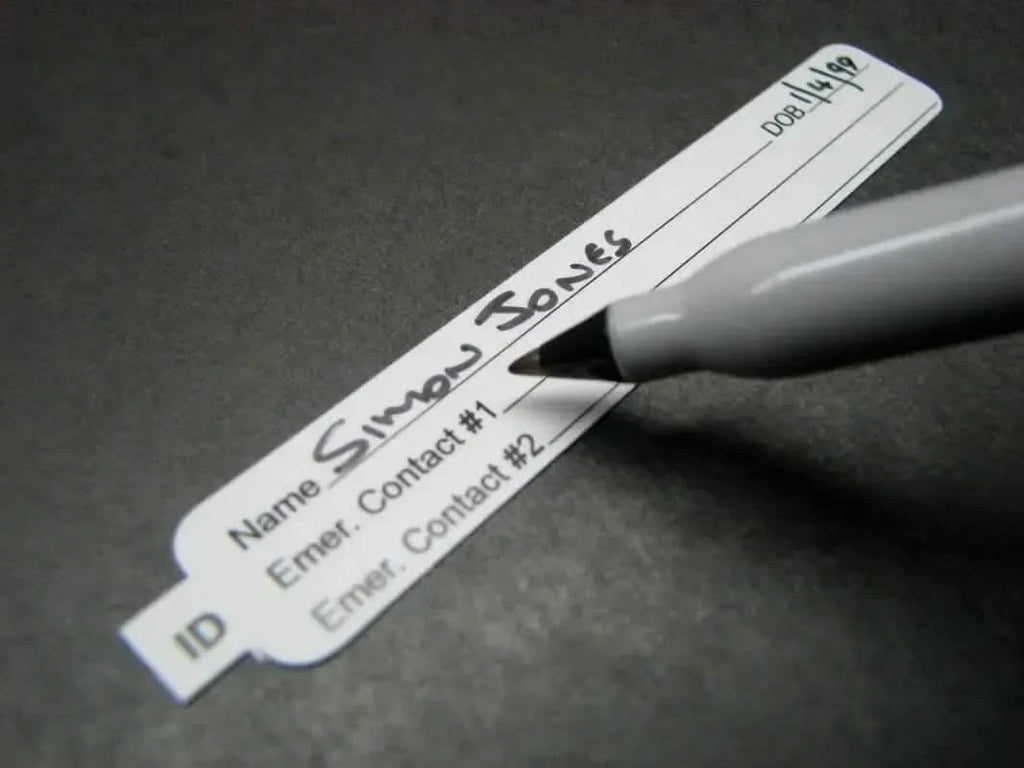 Name Simon Jones DOB 1/4/99
Emer. Contact #1
Emer. Contact #2
ID